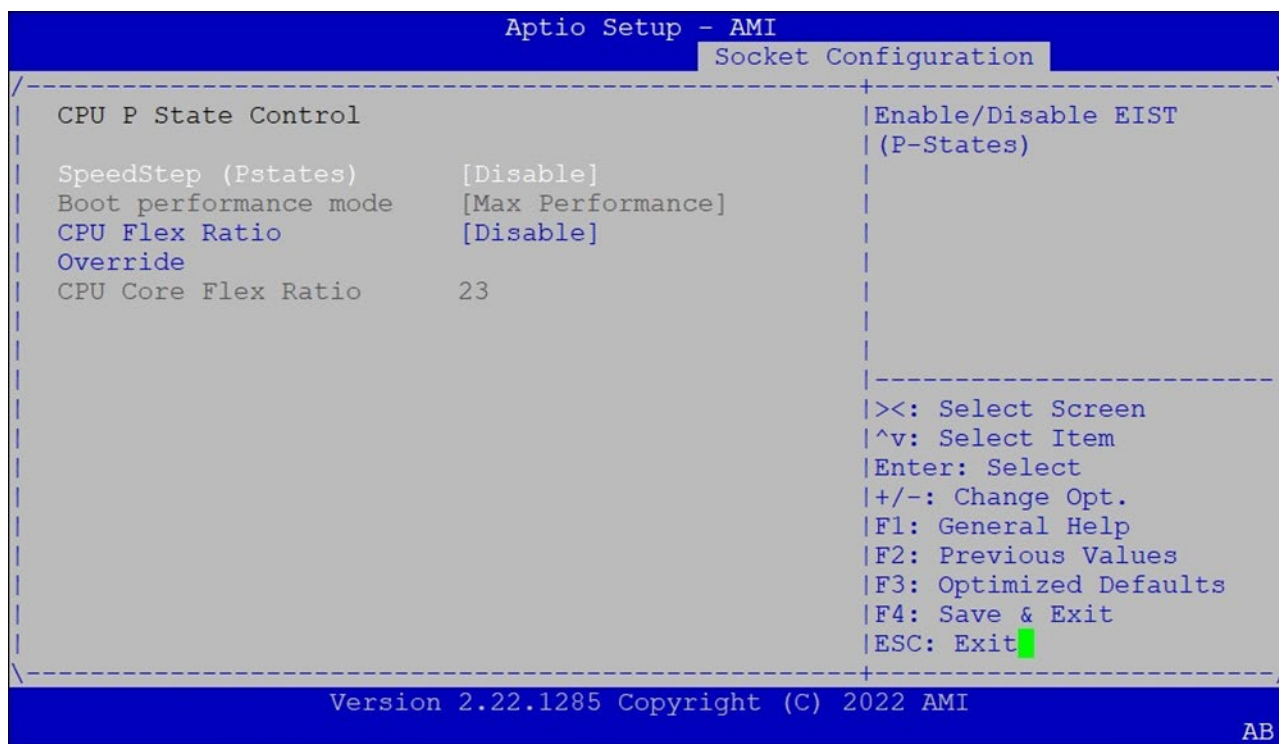 Aptio Setup - AMI
Socket Configuration
CPU P State Control
SpeedStep (Pstates) [Disable]
Boot performance mode [Max Performance]
CPU Flex Ratio [Disable]
Override
CPU Core Flex Ratio 23
Enable/Disable EIST
(P-States)
><: Select Screen
^v: Select Item
Enter: Select
+/-: Change Opt.
F1: General Help
F2: Previous Values
F3: Optimized Defaults
F4: Save & Exit
ESC: Exit
Version 2.22.1285 Copyright (C) 2022 AMI
AB